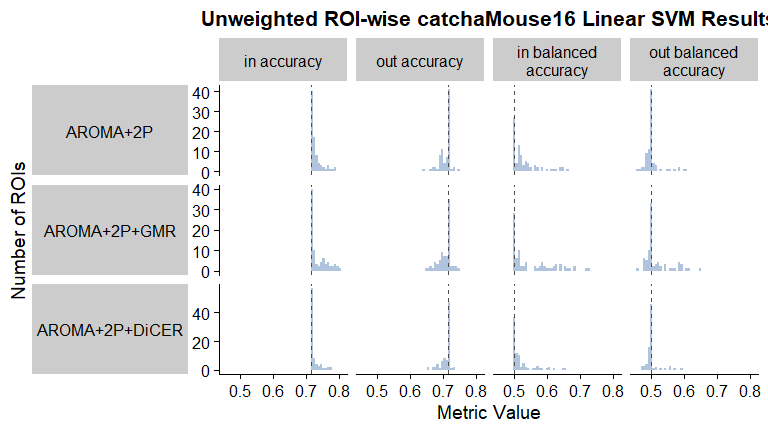 Unweighted ROI-wise catchaMouse16 Linear SVM Results
in accuracy
out accuracy
in balanced
accuracy
out balanced
accuracy
Number of ROIs
AROMA+2P
40
30
20
10
0
AROMA+2P+GMR
40
30
20
10
0
AROMA+2P+DiCER
60
40
20
0
0.5 0.6 0.7 0.8
0.5 0.6 0.7 0.8
0.5 0.6 0.7 0.8
0.5 0.6 0.7 0.8
Metric Value